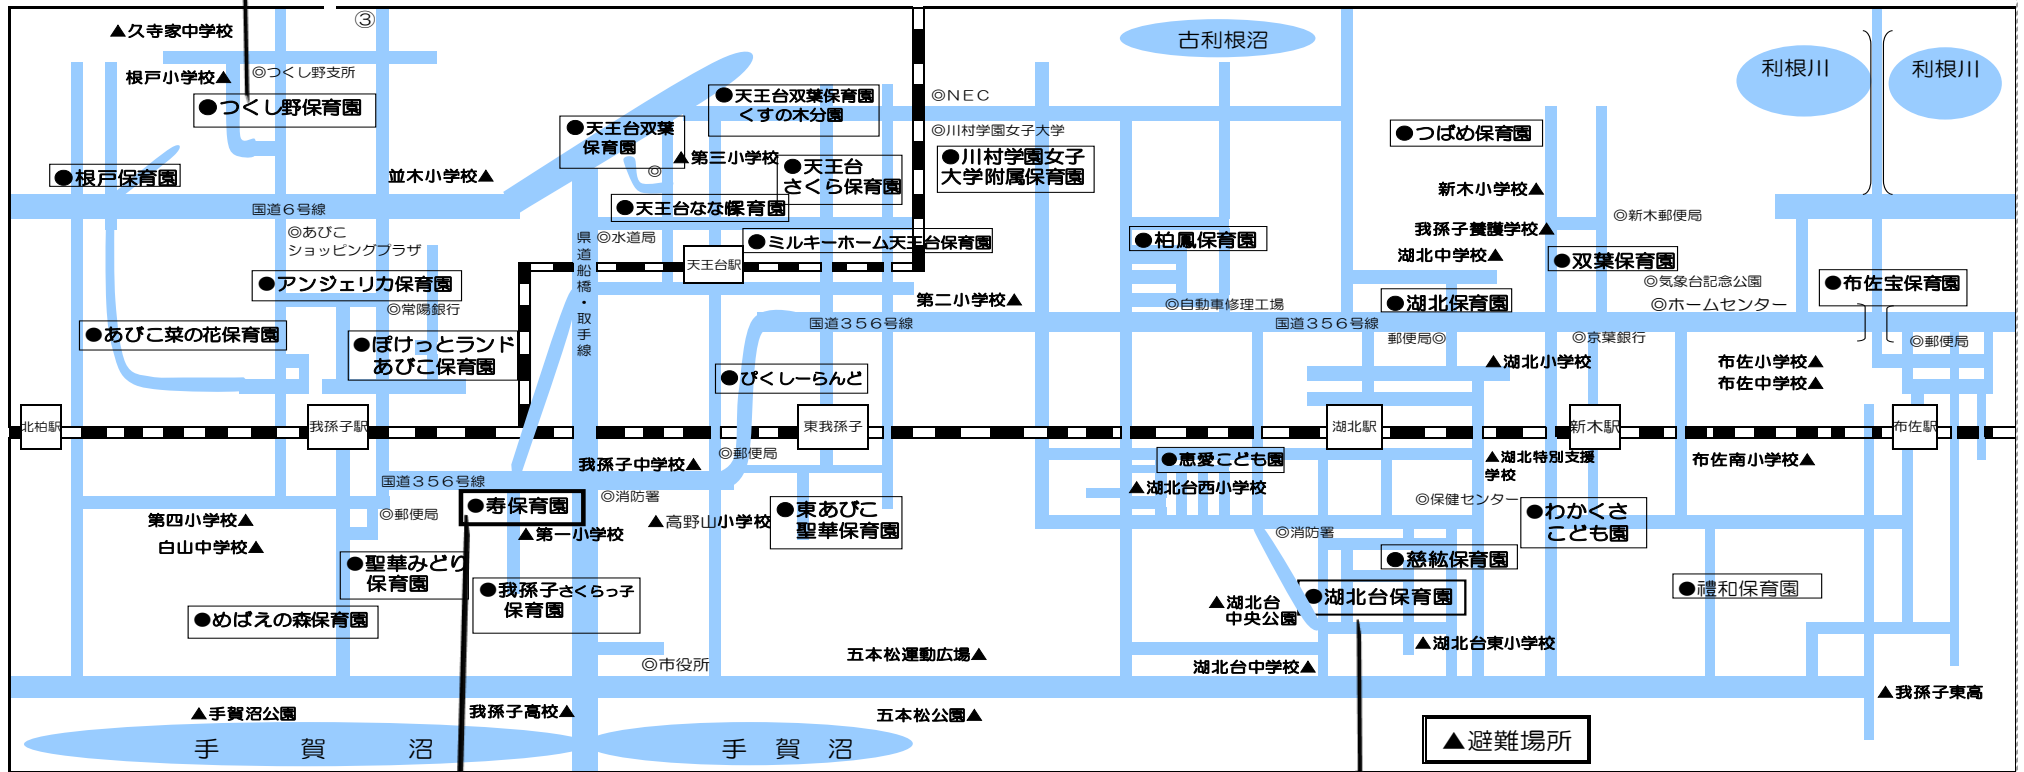 ③
▲久寺家中学校
根戸小学校▲
◎つくし野支所
●つくし野保育園
●根戸保育園
並木小学校▲
国道6号線
◎あびこ
ショッピングプラザ
●アンジェリカ保育園
◎常陽銀行
●あびこ菜の花保育園
●ぽけっとランド
あびこ保育園
●天王台双葉
保育園
●天王台双葉保育園
くすの木分園
▲第三小学校
◎
●天王台
さくら保育園
●天王台ななほ保育園
◎水道局
●ミルキーホーム天王台保育園
県道船橋・取手線
天王台駅
◎NEC
◎川村学園女子大学
●川村学園女子
大学附属保育園
古利根沼
利根川
利根川
●つばめ保育園
新木小学校▲
◎新木郵便局
我孫子養護学校▲
●柏鳳保育園
湖北中学校▲
●双葉保育園
◎気象台記念公園
●布佐宝保育園
第二小学校▲
◎自動車修理工場
●湖北保育園
◎ホームセンター
国道356号線
国道356号線
郵便局◎
◎京葉銀行
◎郵便局
▲湖北小学校
布佐小学校▲
布佐中学校▲
●ぴくしーらんど
北柏駅
我孫子駅
東我孫子
湖北駅
新木駅
布佐駅
◎郵便局
我孫子中学校▲
国道356号線
●恵愛こども園
▲湖北特別支援
学校
布佐南小学校▲
▲湖北台西小学校
◎保健センター
●寿保育園
◎消防署
◎郵便局
第四小学校▲
白山中学校▲
▲第一小学校
▲高野山小学校
●東あびこ
聖華保育園
●わかくさ
こども園
◎消防署
●慈紘保育園
●聖華みどり
保育園
●我孫子さくらっ子
保育園
●めばえの森保育園
●湖北台保育園
●禮和保育園
▲湖北台
中央公園
▲湖北台東小学校
◎市役所
五本松運動広場▲
湖北台中学校▲
▲我孫子東高
▲手賀沼公園
我孫子高校▲
五本松公園▲
手賀沼
手賀沼
▲避難場所